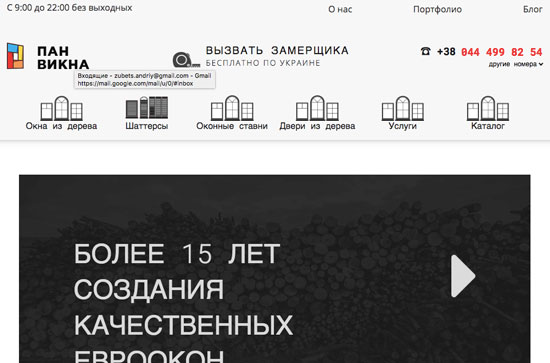 С 9:00 до 22:00 без выходных О нас Портфолио Блог
ПАН ВИКНА
ВЫЗВАТЬ ЗАМЕРЩИКА
БЕСПЛАТНО ПО УКРАИНЕ
☎ +38 044 499 82 54
другие номера
Входящие - zubets.andriy@gmail.com - Gmail
https://mail.google.com/mail/u/0/#inbox
Окна из дерева Шаттерсы Оконные ставни Двери из дерева Услуги Каталог
БОЛЕЕ 15 ЛЕТ
СОЗДАНИЯ
КАЧЕСТВЕННЫХ
ЕВРООКОН